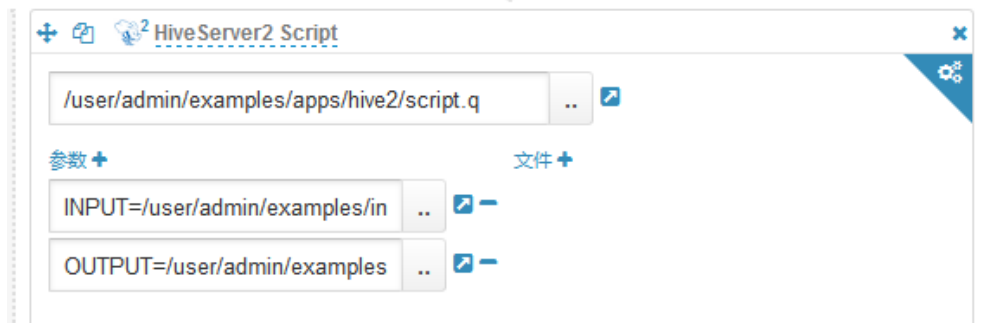 HiveServer2 Script
/user/admin/examples/apps/hive2/script.q ..
参数 文件
INPUT=/user/admin/examples/in ..
OUTPUT=/user/admin/examples ..